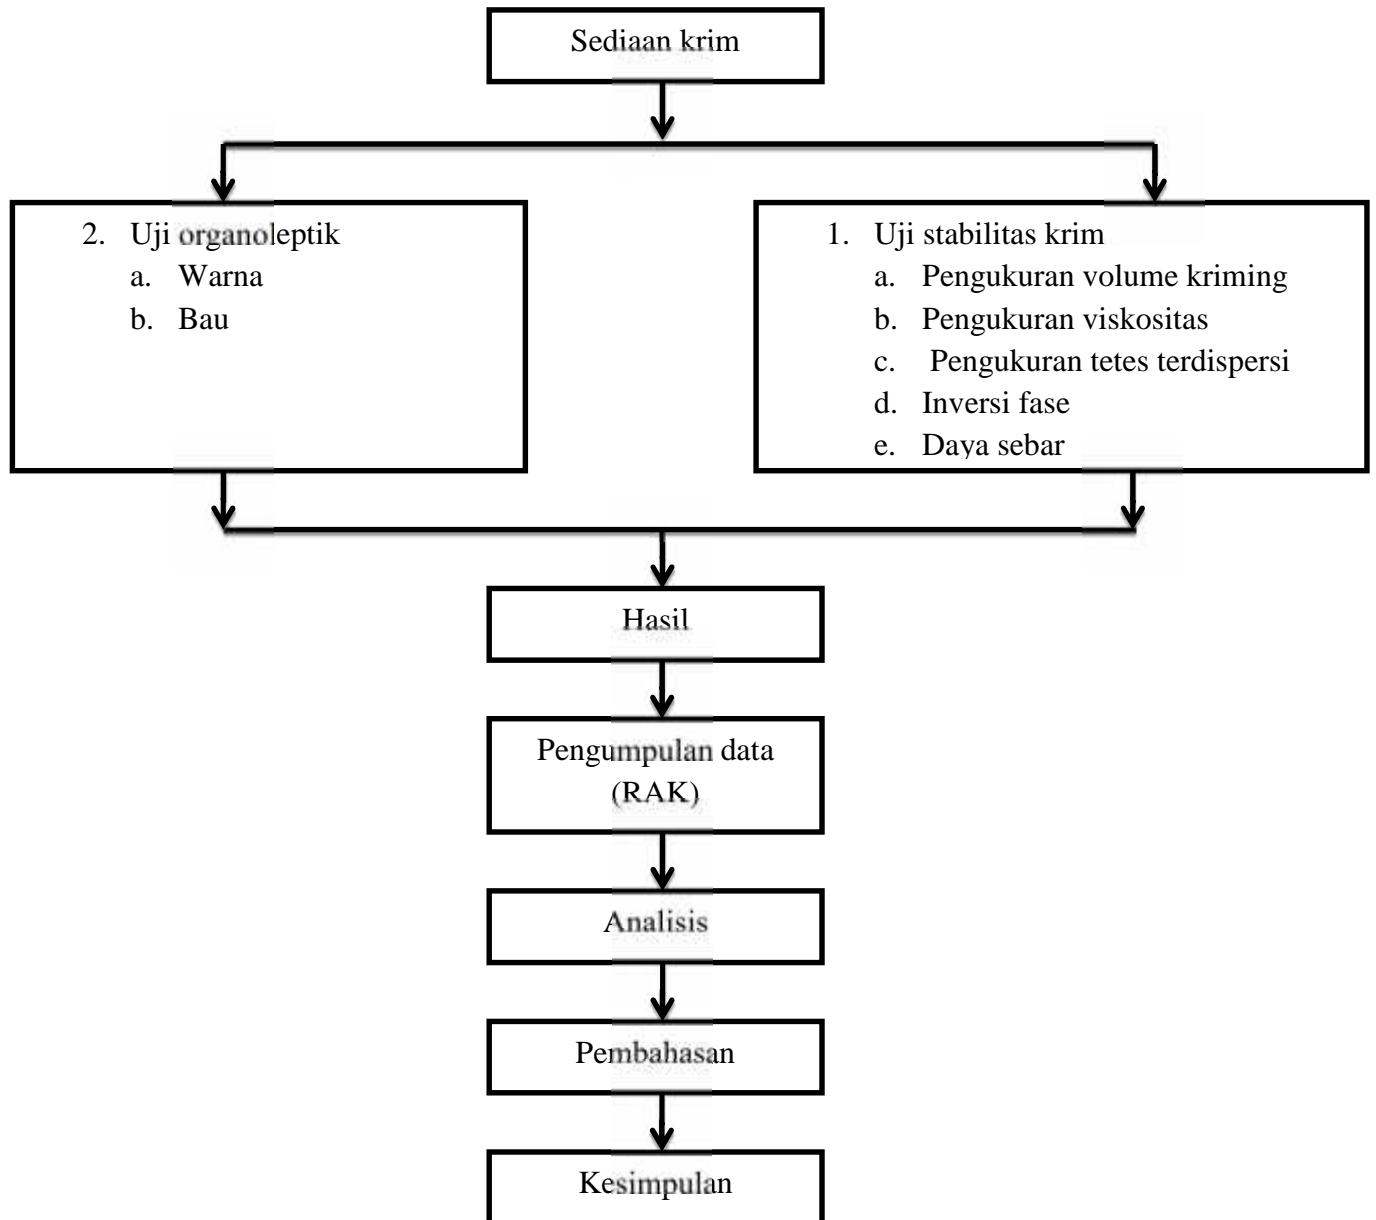 Sediaan krim
2. Uji organoleptik
a. Warna
b. Bau
1. Uji stabilitas krim
a. Pengukuran volume kriming
b. Pengukuran viskositas
c. Pengukuran tetes terdispersi
d. Inversi fase
e. Daya sebar
Hasil
Pengumpulan data
(RAK)
Analisis
Pembahasan
Kesimpulan